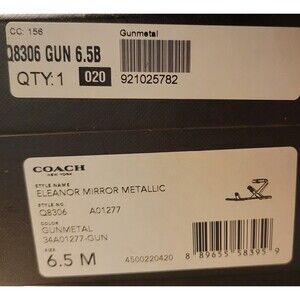 CC: 156
Gunmetal
Q8306 GUN 6.5B
QTY: 1 020
921025782
COACH
NEW YORK
STYLE NAME
ELEANOR MIRROR METALLIC
STYLE NO.
Q8306 A01277
COLOR
GUNMETAL
34A01277-GUN
SIZE
6.5 M
4500220420
8 89655 58395 9